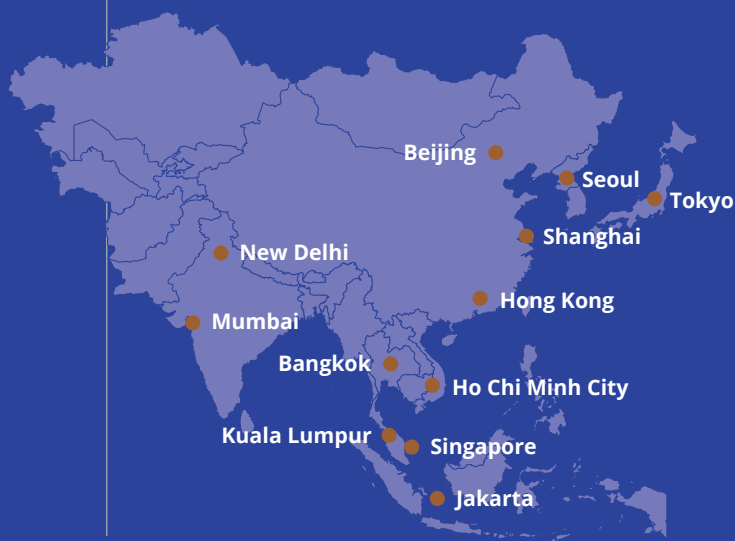 Beijing
Seoul
Tokyo
Shanghai
New Delhi
Hong Kong
Mumbai
Bangkok
Ho Chi Minh City
Kuala Lumpur
Singapore
Jakarta